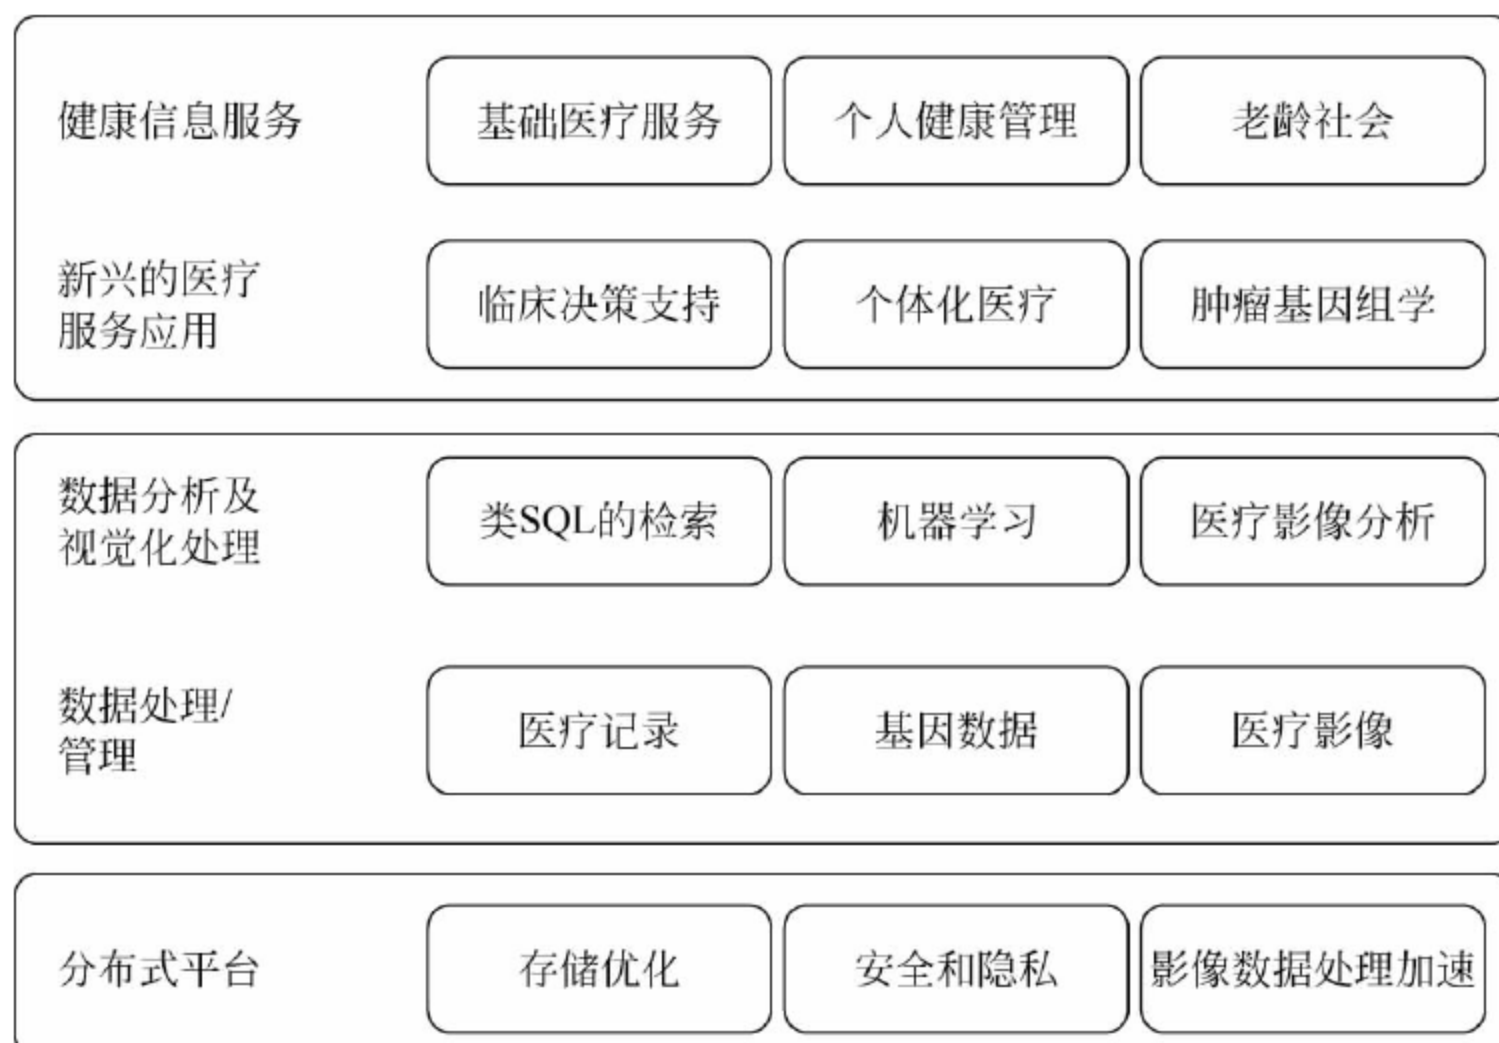 健康信息服务
基础医疗服务
个人健康管理
老龄社会
新兴的医疗
服务应用
临床决策支持
个体化医疗
肿瘤基因组学
数据分析及
视觉化处理
类SQL的检索
机器学习
医疗影像分析
数据处理/
管理
医疗记录
基因数据
医疗影像
分布式平台
存储优化
安全和隐私
影像数据处理加速